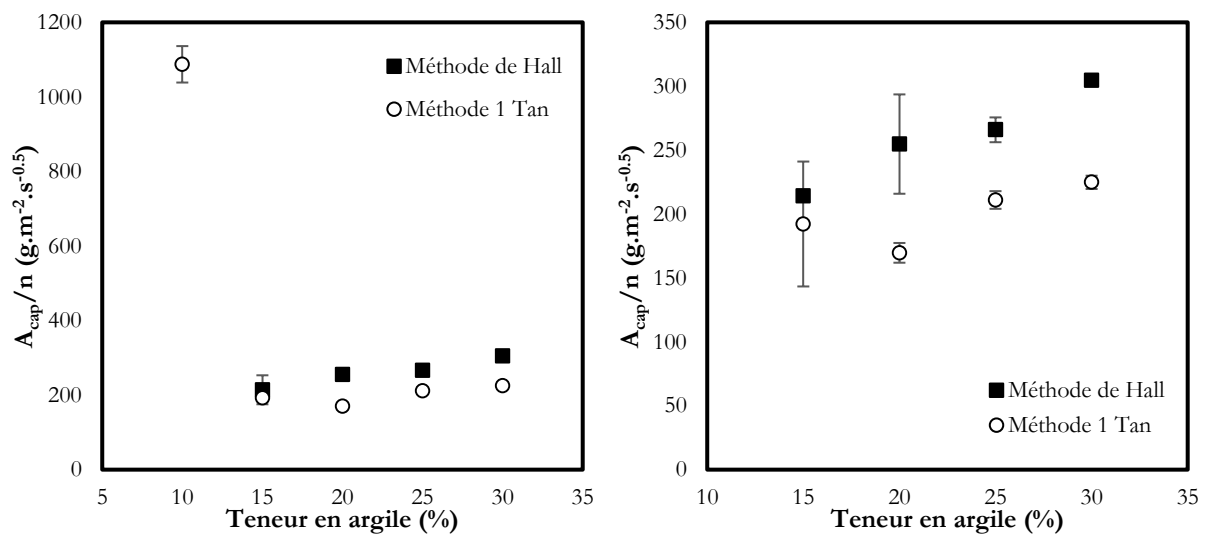 1200
1000
800
600
400
200
0
A_cap/n (g.m⁻².s⁻⁰·⁵)
Méthode de Hall
Méthode 1 Tan
5 10 15 20 25 30 35
Teneur en argile (%)
350
300
250
200
150
100
50
0
A_cap/n (g.m⁻².s⁻⁰·⁵)
Méthode de Hall
Méthode 1 Tan
10 15 20 25 30 35
Teneur en argile (%)